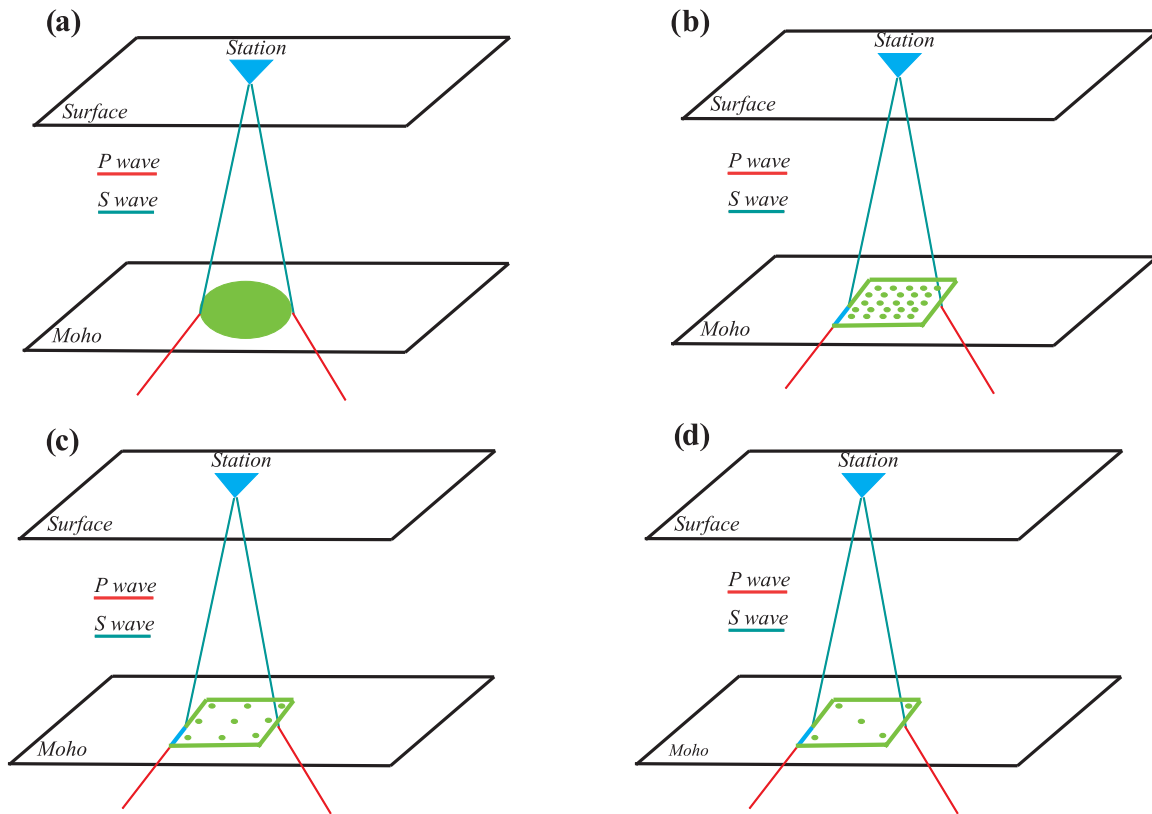 (a)
Station
Surface
P wave
S wave
Moho
(b)
Station
Surface
P wave
S wave
Moho
(c)
Station
Surface
P wave
S wave
Moho
(d)
Station
Surface
P wave
S wave
Moho